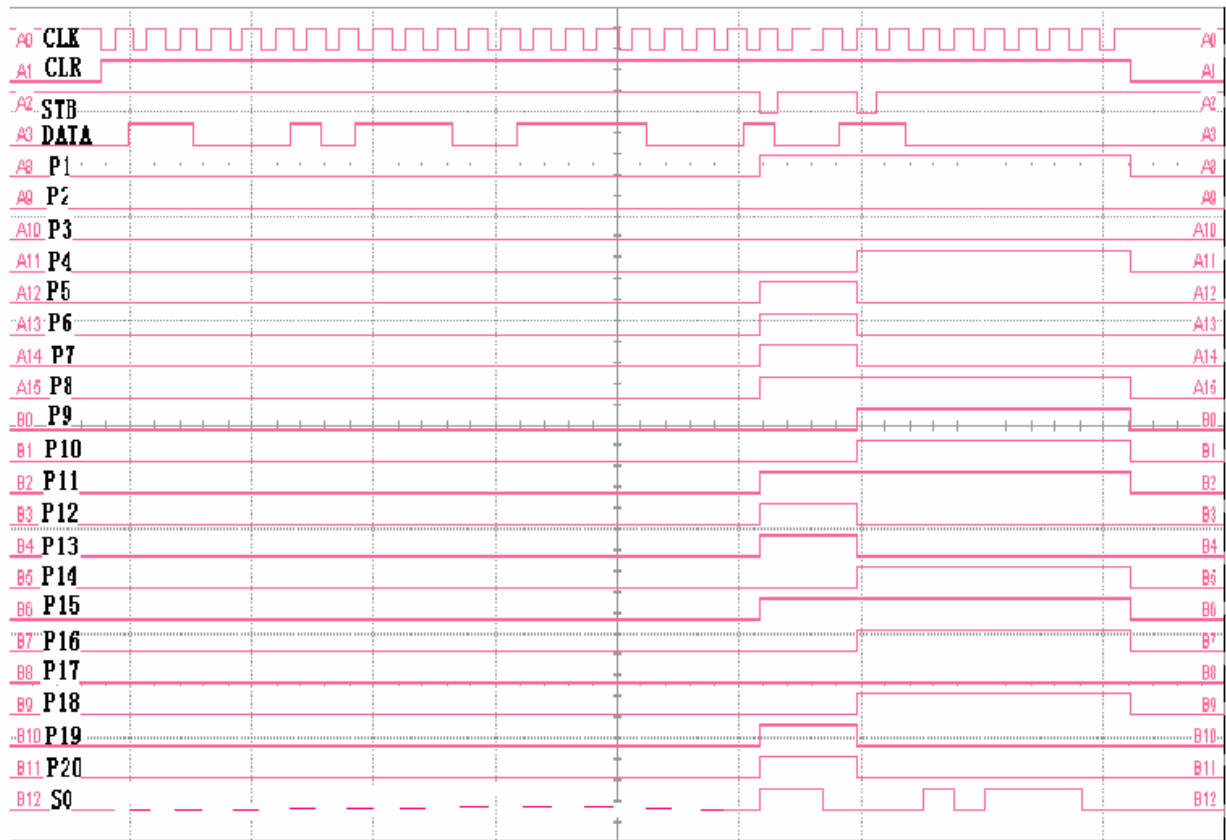 A0 CLK A0
A1 CLR A1
A2 STB A2
A3 DATA A3
A8 P1 A8
A9 P2 A9
A10 P3 A10
A11 P4 A11
A12 P5 A12
A13 P6 A13
A14 P7 A14
A15 P8 A15
B0 P9 B0
B1 P10 B1
B2 P11 B2
B3 P12 B3
B4 P13 B4
B5 P14 B5
B6 P15 B6
B7 P16 B7
B8 P17 B8
B9 P18 B9
B10 P19 B10
B11 P20 B11
B12 SO B12